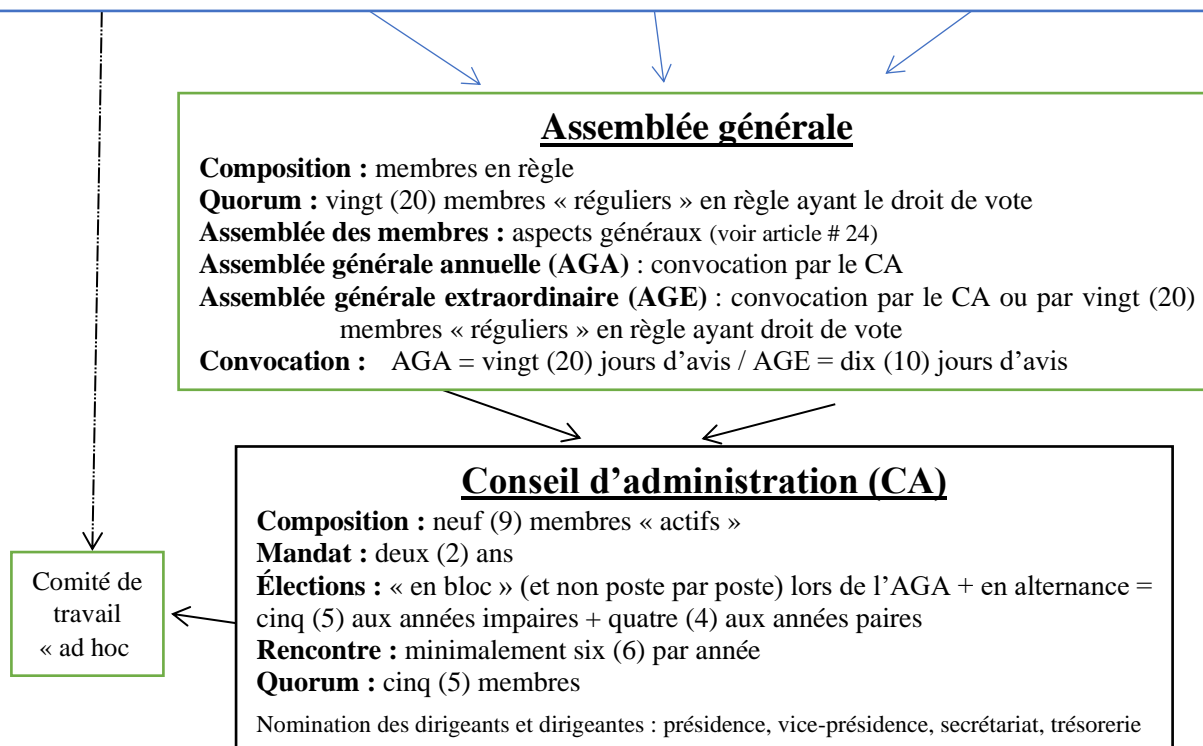 Assemblée générale
Composition : membres en règle
Quorum : vingt (20) membres « réguliers » en règle ayant le droit de vote
Assemblée des membres : aspects généraux (voir article # 24)
Assemblée générale annuelle (AGA) : convocation par le CA
Assemblée générale extraordinaire (AGE) : convocation par le CA ou par vingt (20)
membres « réguliers » en règle ayant droit de vote
Convocation : AGA = vingt (20) jours d’avis / AGE = dix (10) jours d’avis
Conseil d’administration (CA)
Composition : neuf (9) membres « actifs »
Mandat : deux (2) ans
Élections : « en bloc » (et non poste par poste) lors de l’AGA + en alternance =
cinq (5) aux années impaires + quatre (4) aux années paires
Rencontre : minimalement six (6) par année
Quorum : cinq (5) membres
Nomination des dirigeants et dirigeantes : présidence, vice-présidence, secrétariat, trésorerie
Comité de
travail
« ad hoc